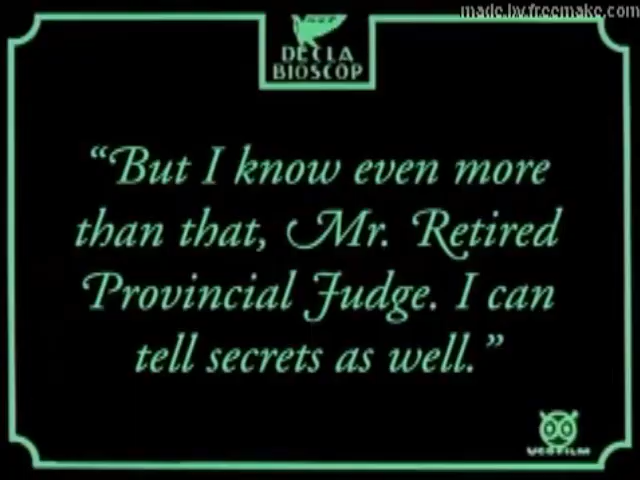 made.by.freemake.com
DECLA
BIOSCOP
“But I know even more
than that, Mr. Retired
Provincial Judge. I can
tell secrets as well.”